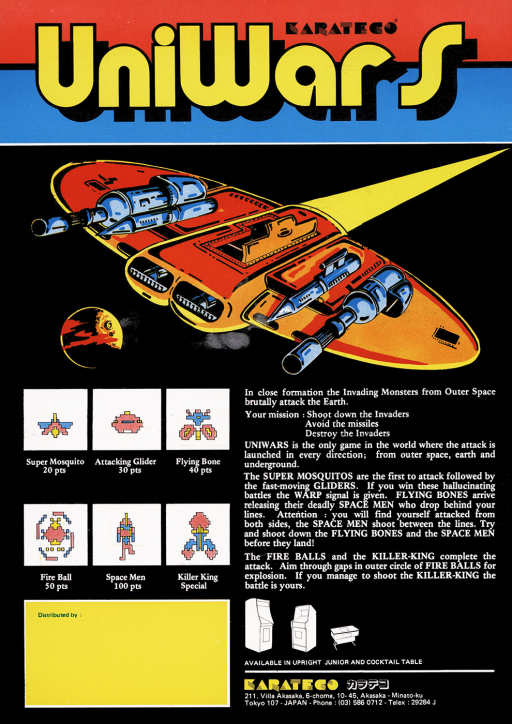 KARATECO
UniWarS
In close formation the Invading Monsters from Outer Space
brutally attack the Earth.
Your mission : Shoot down the Invaders
Avoid the missiles
Destroy the Invaders
UNIWARS is the only game in the world where the attack is
launched in every direction; from outer space, earth and
underground.
The SUPER MOSQUITOS are the first to attack followed by
the fast-moving GLIDERS. If you win these hallucinating
battles the WARP signal is given. FLYING BONES arrive
releasing their deadly SPACE MEN who drop behind your
lines. Attention : you will find yourself attacked from
both sides, the SPACE MEN shoot between the lines. Try
and shoot down the FLYING BONES and the SPACE MEN
before they land!
The FIRE BALLS and the KILLER-KING complete the
attack. Aim through gaps in outer circle of FIRE BALLS for
explosion. If you manage to shoot the KILLER-KING the
battle is yours.
Super Mosquito
20 pts
Attacking Glider
30 pts
Flying Bone
40 pts
Fire Ball
50 pts
Space Men
100 pts
Killer King
Special
Distributed by :
AVAILABLE IN UPRIGHT JUNIOR AND COCKTAIL TABLE
KARATECO カラテコ
211, Villa Akasaka, 6-chome, 10-45, Akasaka - Minato-ku
Tokyo 107 - JAPAN - Phone : (03) 586 0712 - Telex : 29284 J